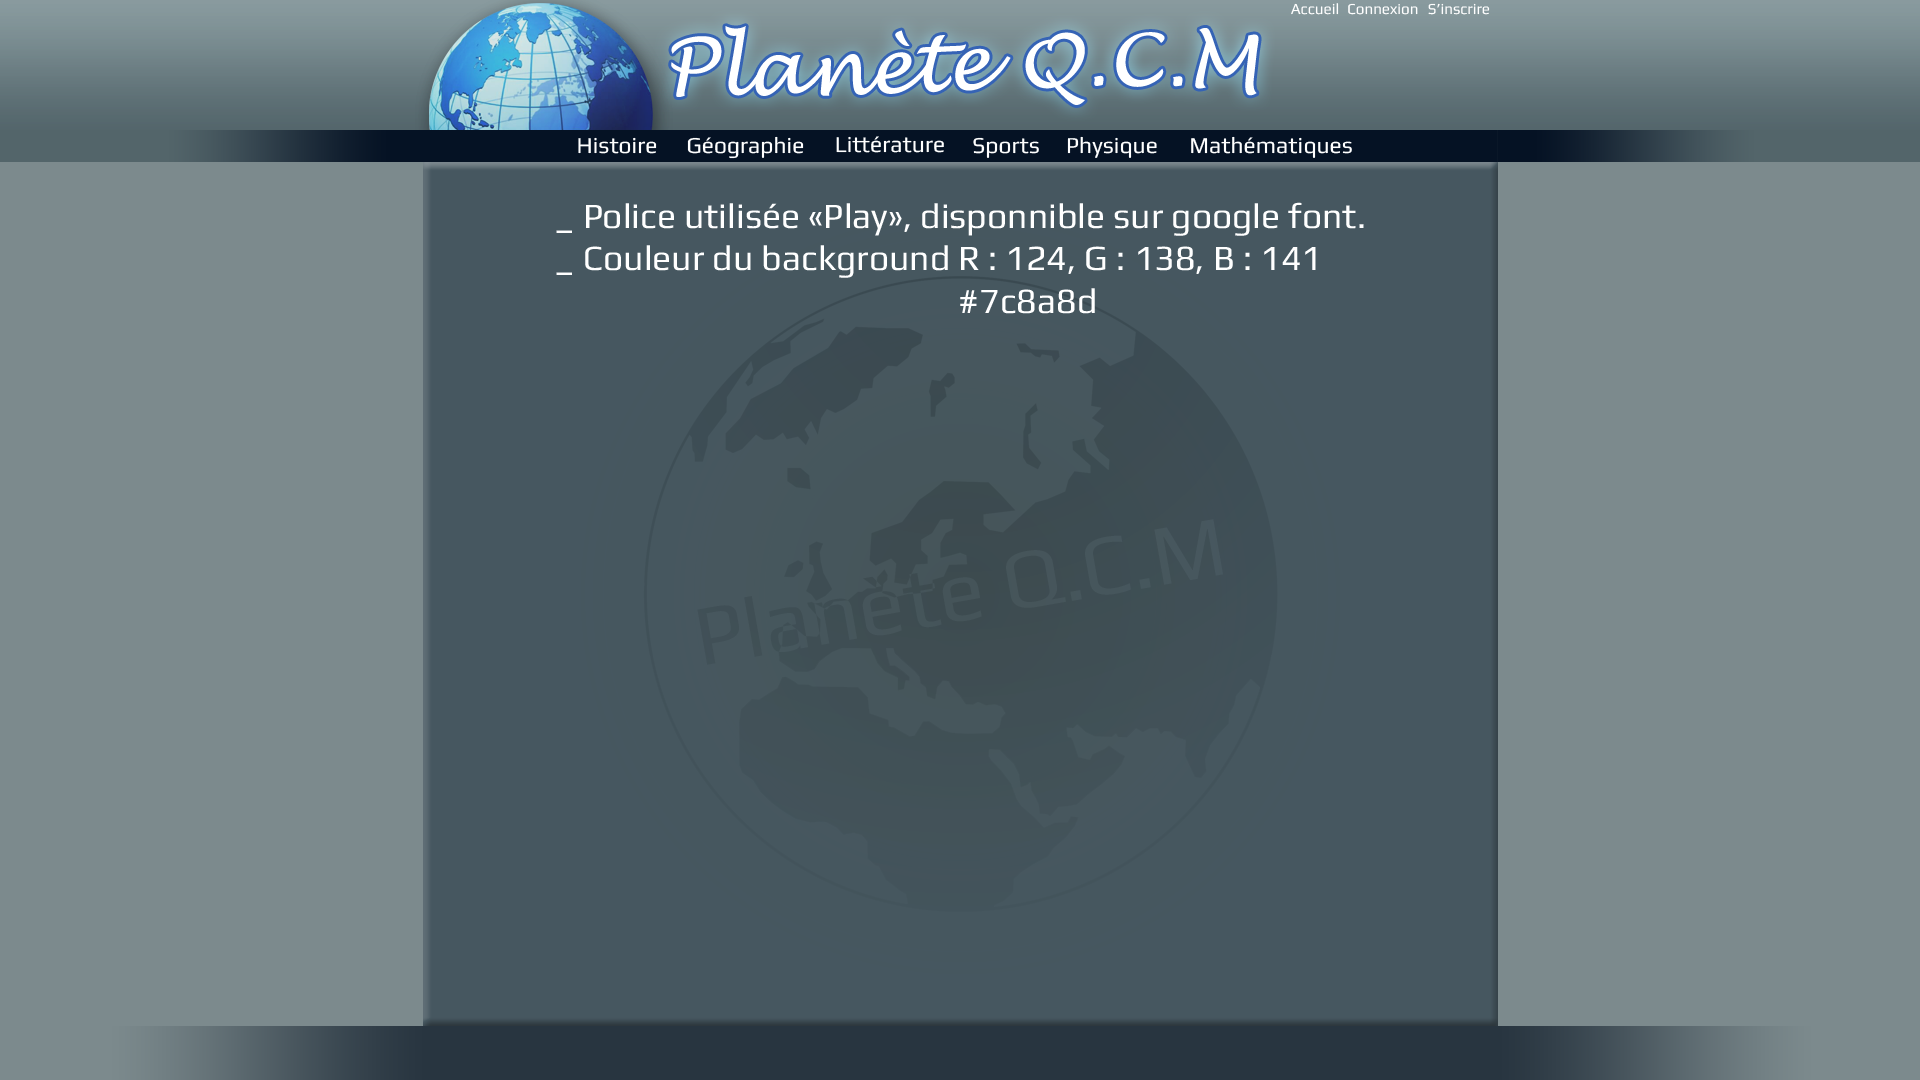 Accueil Connexion S'inscrire
Planète Q.C.M
Histoire Géographie Littérature Sports Physique Mathématiques
_ Police utilisée «Play», disponnible sur google font.
_ Couleur du background R : 124, G : 138, B : 141
#7c8a8d
Planète Q.C.M